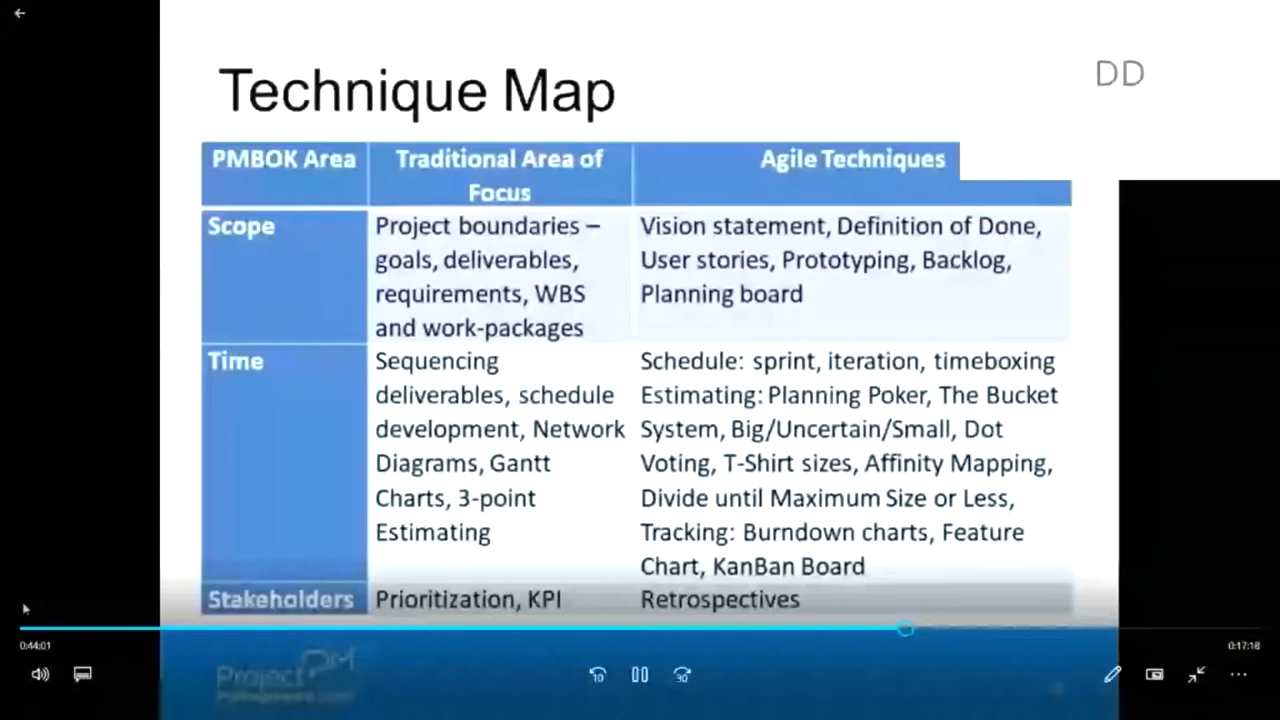 Technique Map
DD
PMBOK Area
Traditional Area of
Focus
Agile Techniques
Scope
Project boundaries –
goals, deliverables,
requirements, WBS
and work-packages
Vision statement, Definition of Done,
User stories, Prototyping, Backlog,
Planning board
Time
Sequencing
deliverables, schedule
development, Network
Diagrams, Gantt
Charts, 3-point
Estimating
Schedule: sprint, iteration, timeboxing
Estimating: Planning Poker, The Bucket
System, Big/Uncertain/Small, Dot
Voting, T-Shirt sizes, Affinity Mapping,
Divide until Maximum Size or Less,
Tracking: Burndown charts, Feature
Chart, KanBan Board
Stakeholders
Prioritization, KPI
Retrospectives
0:44:01
0:17:18
Project PM
10
30